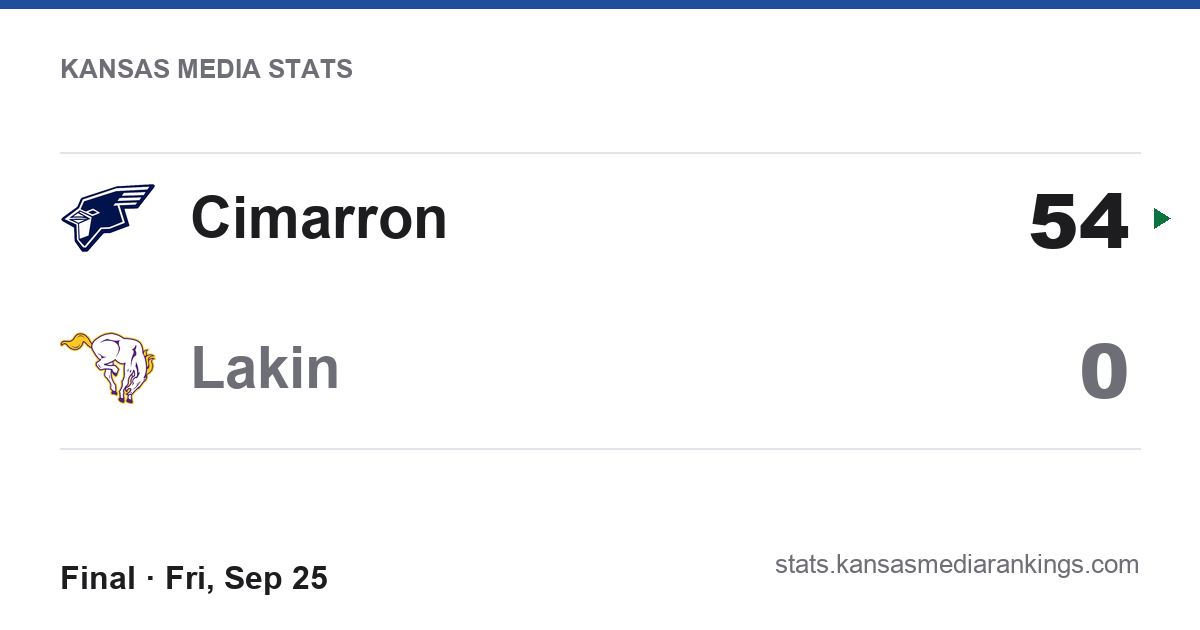 KANSAS MEDIA STATS
Cimarron 54
Lakin 0
Final · Fri, Sep 25
stats.kansasmediarankings.com